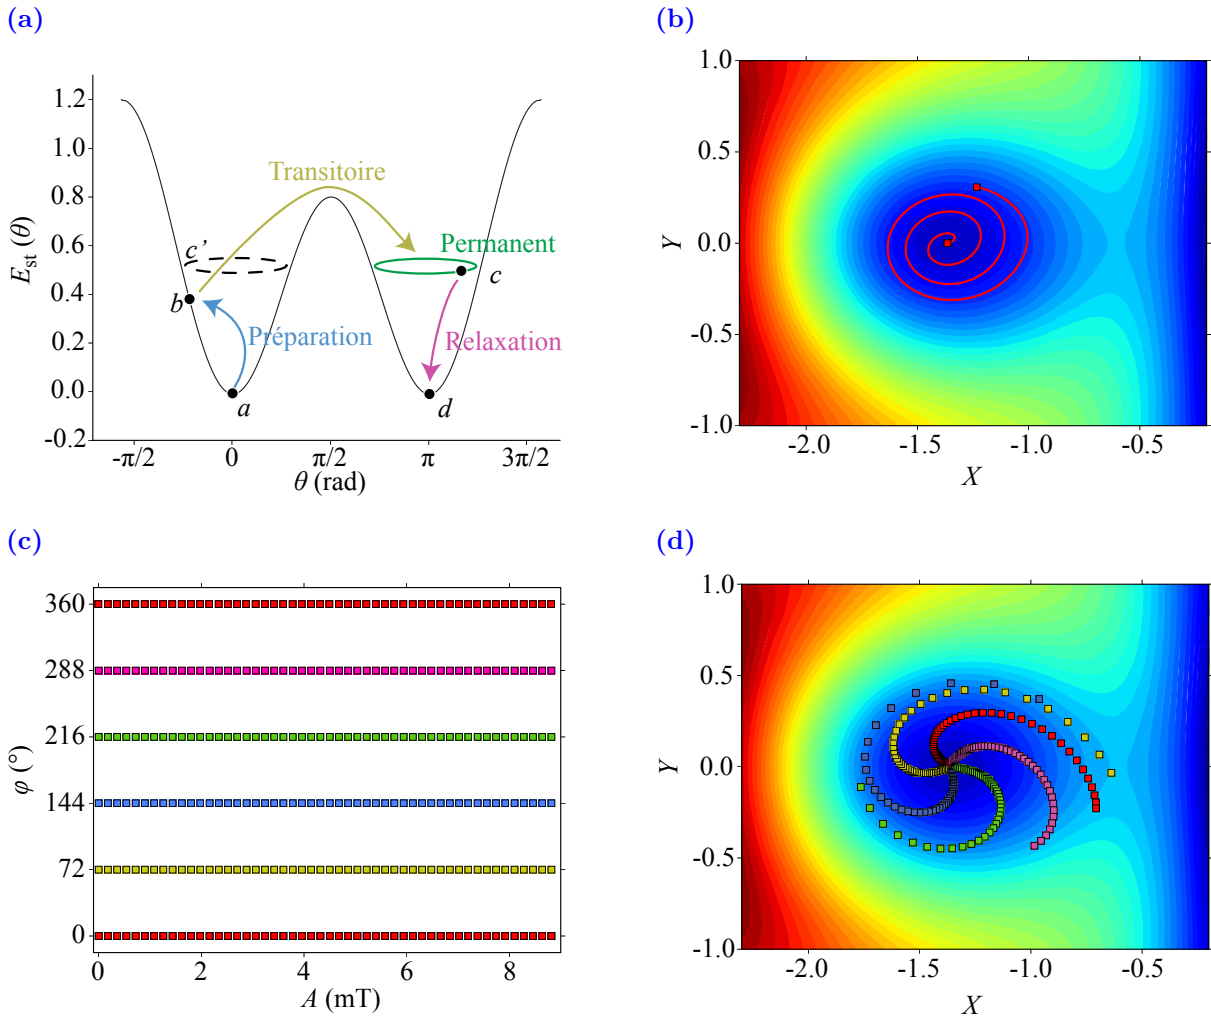 (a)
1.2
1.0
0.8
0.6
0.4
0.2
0.0
-0.2
E_st (θ)
Transitoire
c’
Permanent
b
c
Préparation
Relaxation
a
d
-π/2 0 π/2 π 3π/2
θ (rad)
(b)
1.0
0.5
0.0
-0.5
-1.0
Y
-2.0 -1.5 -1.0 -0.5
X
(c)
360
288
216
144
72
0
φ (°)
0 2 4 6 8
A (mT)
(d)
1.0
0.5
0.0
-0.5
-1.0
Y
-2.0 -1.5 -1.0 -0.5
X